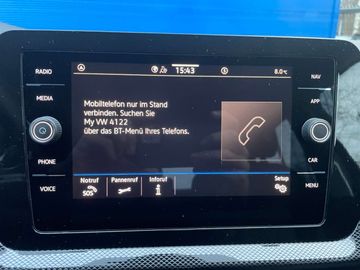 RADIO
15:43
8.0°C
NAV
MEDIA
APP
Mobiltelefon nur im Stand
verbinden. Suchen Sie
My VW 4122
über das BT-Menü Ihres Telefons.
PHONE
CAR
VOICE
Notruf
Pannenruf
Inforuf
Setup
MENU
SOS